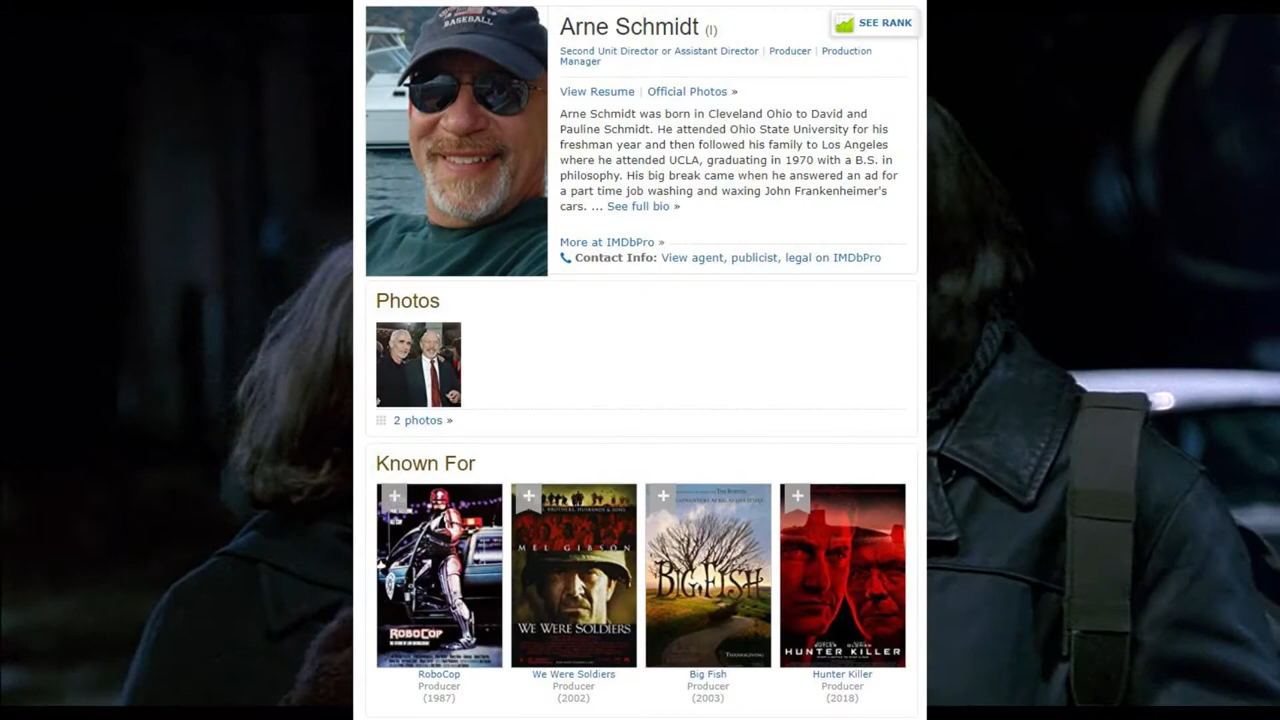 BASEBALL
Arne Schmidt (I)
SEE RANK
Second Unit Director or Assistant Director | Producer | Production
Manager
View Resume | Official Photos »
Arne Schmidt was born in Cleveland Ohio to David and
Pauline Schmidt. He attended Ohio State University for his
freshman year and then followed his family to Los Angeles
where he attended UCLA, graduating in 1970 with a B.S. in
philosophy. His big break came when he answered an ad for
a part time job washing and waxing John Frankenheimer's
cars. ... See full bio »
More at IMDbPro »
Contact Info: View agent, publicist, legal on IMDbPro
Photos
2 photos »
Known For
ROBOCOP
MEL GIBSON
WE WERE SOLDIERS
BIG FISH
THANKSGIVING
HUNTER KILLER
RoboCop
Producer
(1987)
We Were Soldiers
Producer
(2002)
Big Fish
Producer
(2003)
Hunter Killer
Producer
(2018)